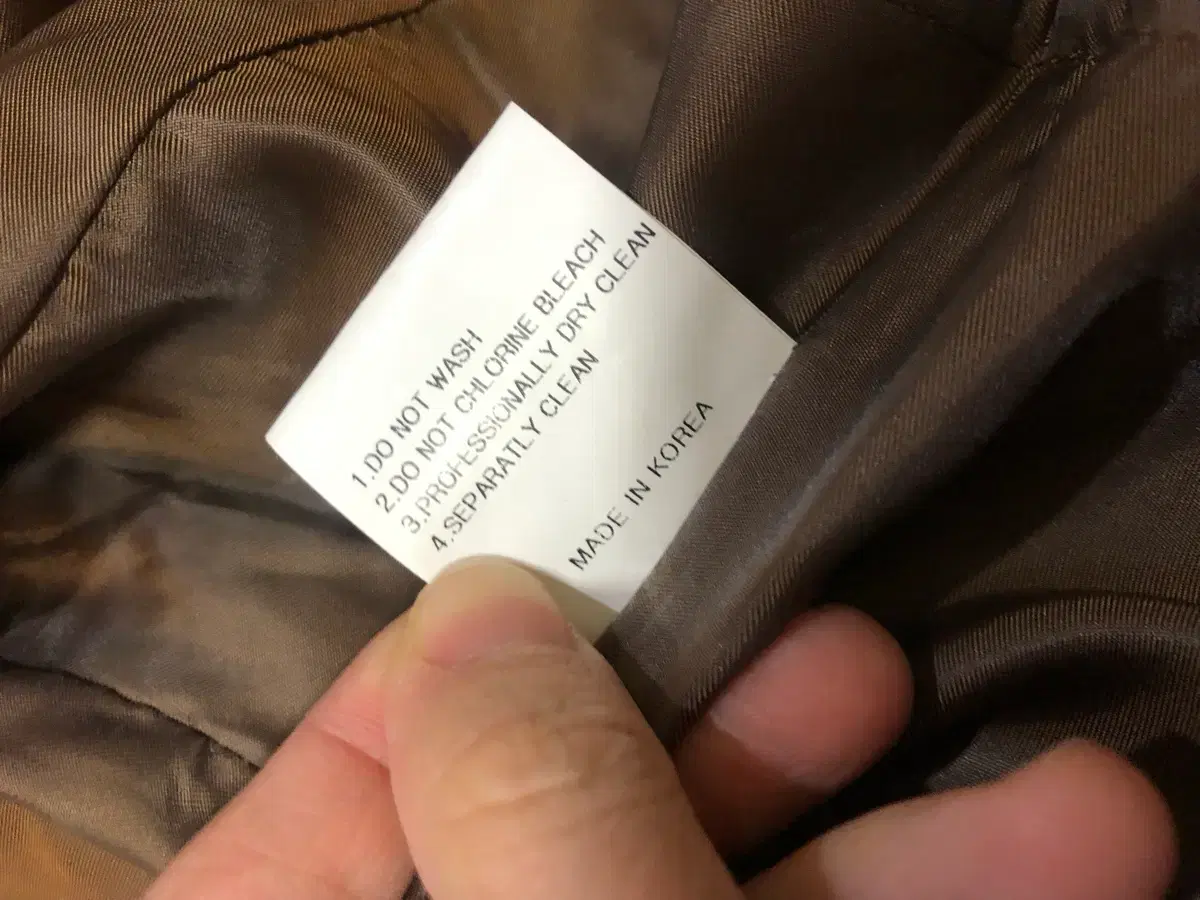 1.DO NOT WASH
2.DO NOT CHLORINE BLEACH
3.PROFESSIONALLY DRY CLEAN
4.SEPARATLY CLEAN
MADE IN KOREA